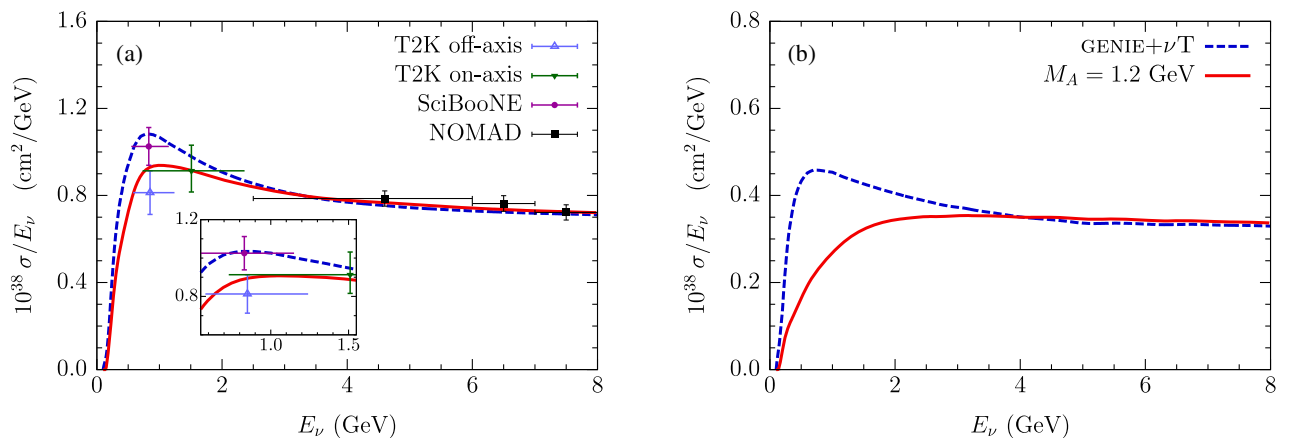 (a)
T2K off-axis
T2K on-axis
SciBooNE
NOMAD
10^38 σ/E_ν (cm²/GeV)
1.6
1.2
0.8
0.4
0.0
1.2
0.8
1.0 1.5
0 2 4 6 8
E_ν (GeV)
(b)
GENIE+νT
M_A = 1.2 GeV
10^38 σ/E_ν (cm²/GeV)
0.8
0.6
0.4
0.2
0.0
0 2 4 6 8
E_ν (GeV)